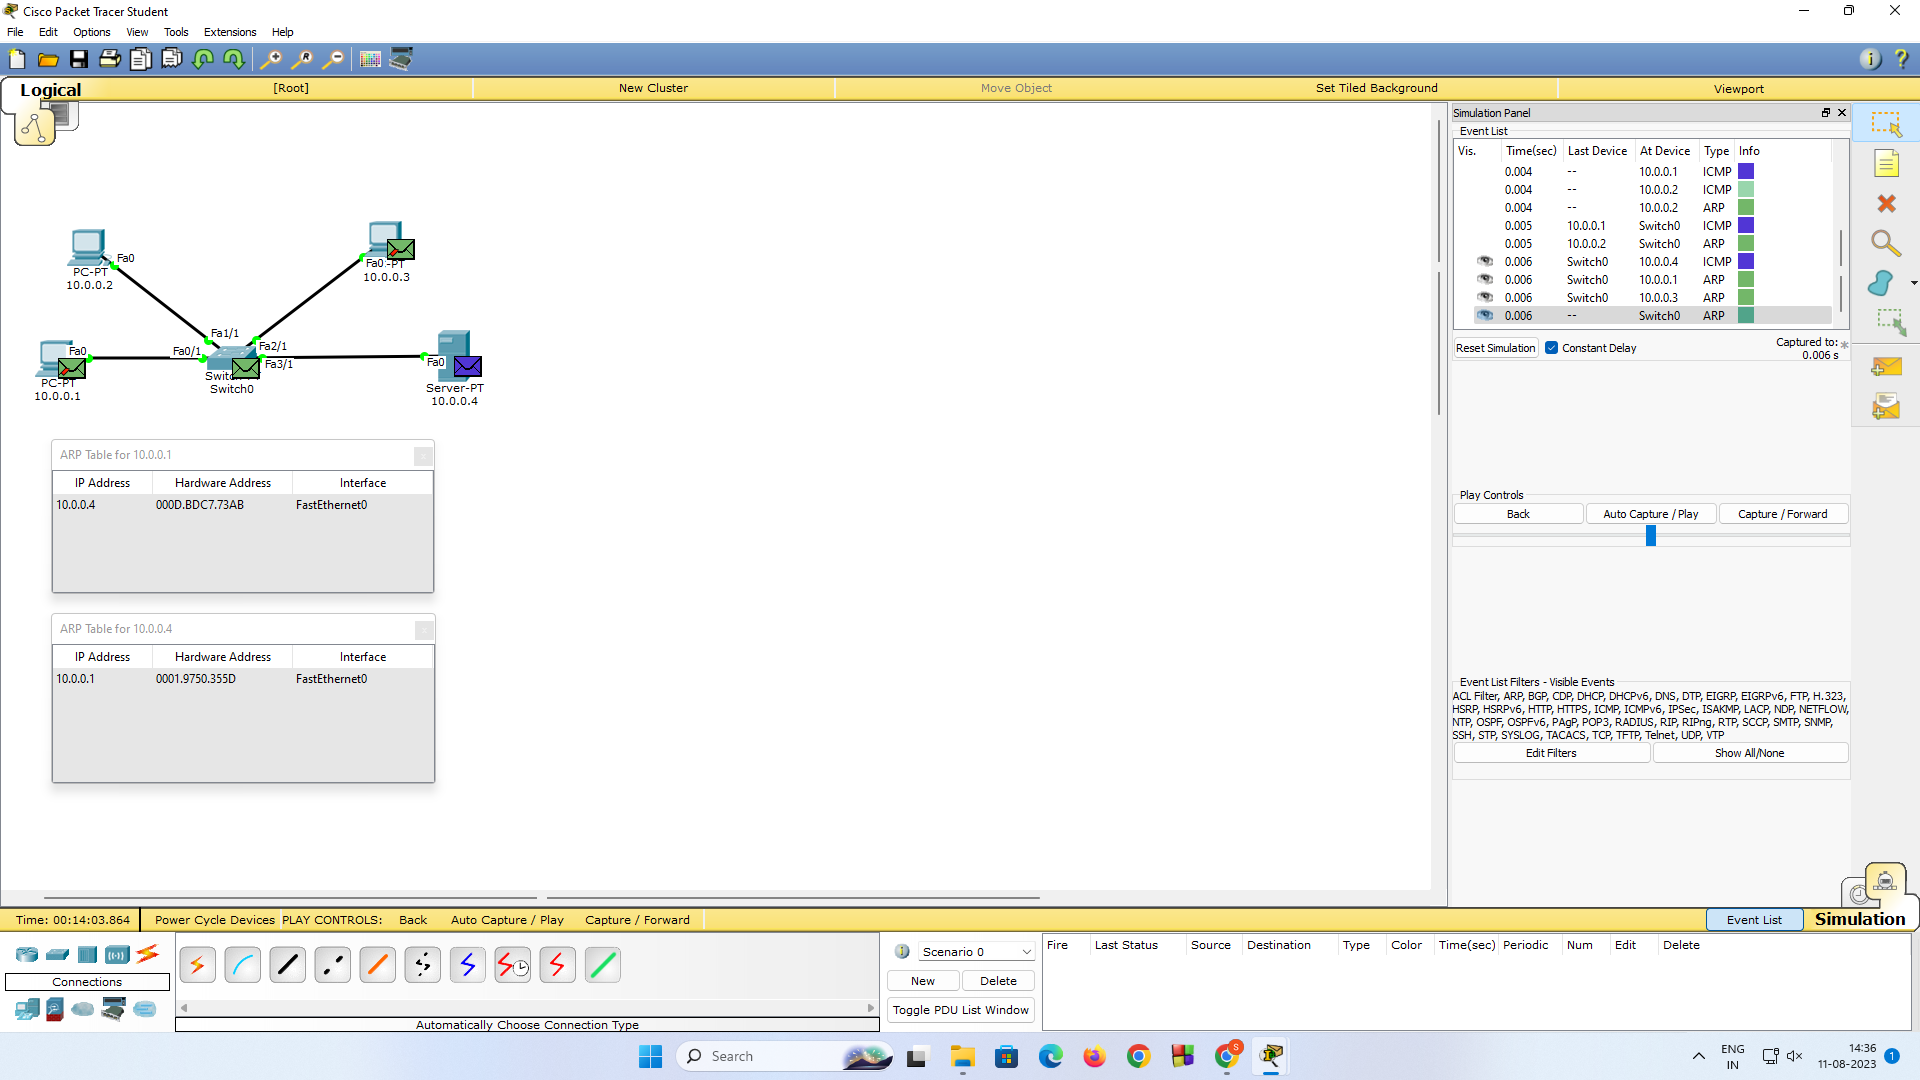 Cisco Packet Tracer Student
File Edit Options View Tools Extensions Help
Logical [Root] New Cluster Move Object Set Tiled Background Viewport
Fa0
PC-PT
10.0.0.2
Fa0 -PT
10.0.0.3
Fa1/1
Fa2/1
Fa0 Fa0/1 Fa3/1 Fa0
PC-PT
10.0.0.1
Switc
Switch0
Server-PT
10.0.0.4
ARP Table for 10.0.0.1
IP Address Hardware Address Interface
10.0.0.4 000D.BDC7.73AB FastEthernet0
ARP Table for 10.0.0.4
IP Address Hardware Address Interface
10.0.0.1 0001.9750.355D FastEthernet0
Simulation Panel
Event List
Vis. Time(sec) Last Device At Device Type Info
0.004 -- 10.0.0.1 ICMP
0.004 -- 10.0.0.2 ICMP
0.004 -- 10.0.0.2 ARP
0.005 10.0.0.1 Switch0 ICMP
0.005 10.0.0.2 Switch0 ARP
0.006 Switch0 10.0.0.4 ICMP
0.006 Switch0 10.0.0.1 ARP
0.006 Switch0 10.0.0.3 ARP
0.006 -- Switch0 ARP
Reset Simulation Constant Delay Captured to: *
0.006 s
Play Controls
Back Auto Capture / Play Capture / Forward
Event List Filters - Visible Events
ACL Filter, ARP, BGP, CDP, DHCP, DHCPv6, DNS, DTP, EIGRP, EIGRPv6, FTP, H.323,
HSRP, HSRPv6, HTTP, HTTPS, ICMP, ICMPv6, IPSec, ISAKMP, LACP, NDP, NETFLOW,
NTP, OSPF, OSPFv6, PAgP, POP3, RADIUS, RIP, RIPng, RTP, SCCP, SMTP, SNMP,
SSH, STP, SYSLOG, TACACS, TCP, TFTP, Telnet, UDP, VTP
Edit Filters Show All/None
Time: 00:14:03.864 Power Cycle Devices PLAY CONTROLS: Back Auto Capture / Play Capture / Forward Event List Simulation
Connections
Automatically Choose Connection Type
Scenario 0
New Delete
Toggle PDU List Window
Fire Last Status Source Destination Type Color Time(sec) Periodic Num Edit Delete
Search
S
ENG
IN
14:36
11-08-2023
1